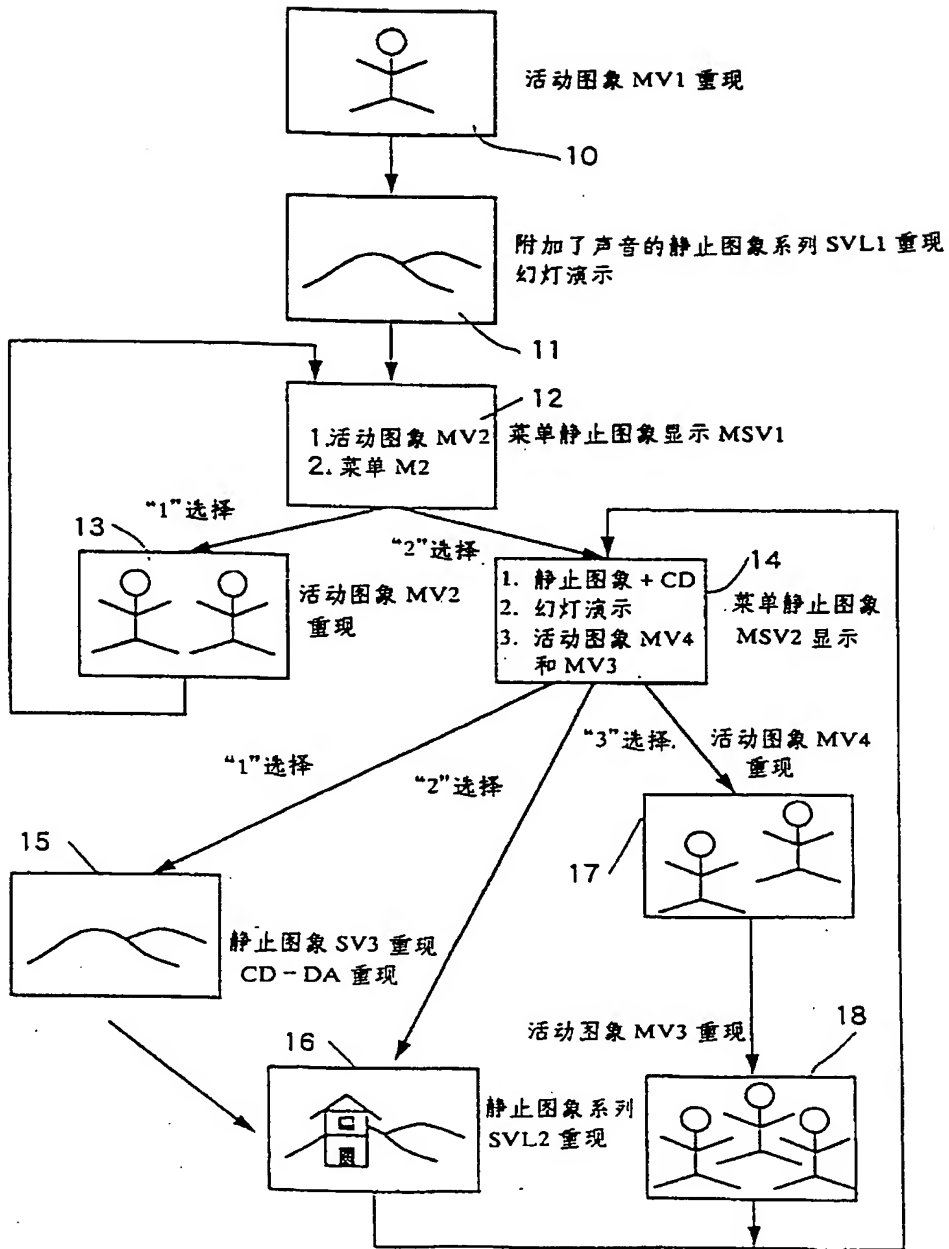 活动图象 MV1 重现
10
附加了声音的静止图象系列 SVL1 重现
幻灯演示
11
12
1.活动图象 MV2
2.菜单 M2
菜单静止图象显示 MSV1
“1”选择
“2”选择
13
活动图象 MV2
重现
14
1. 静止图象 + CD
2. 幻灯演示
3. 活动图象 MV4
和 MV3
菜单静止图象
MSV2 显示
“1”选择
“2”选择
“3”选择.
活动图象 MV4
重现
15
静止图象 SV3 重现
CD-DA 重现
17
活动图象 MV3 重现
18
16
静止图象系列
SVL2 重现